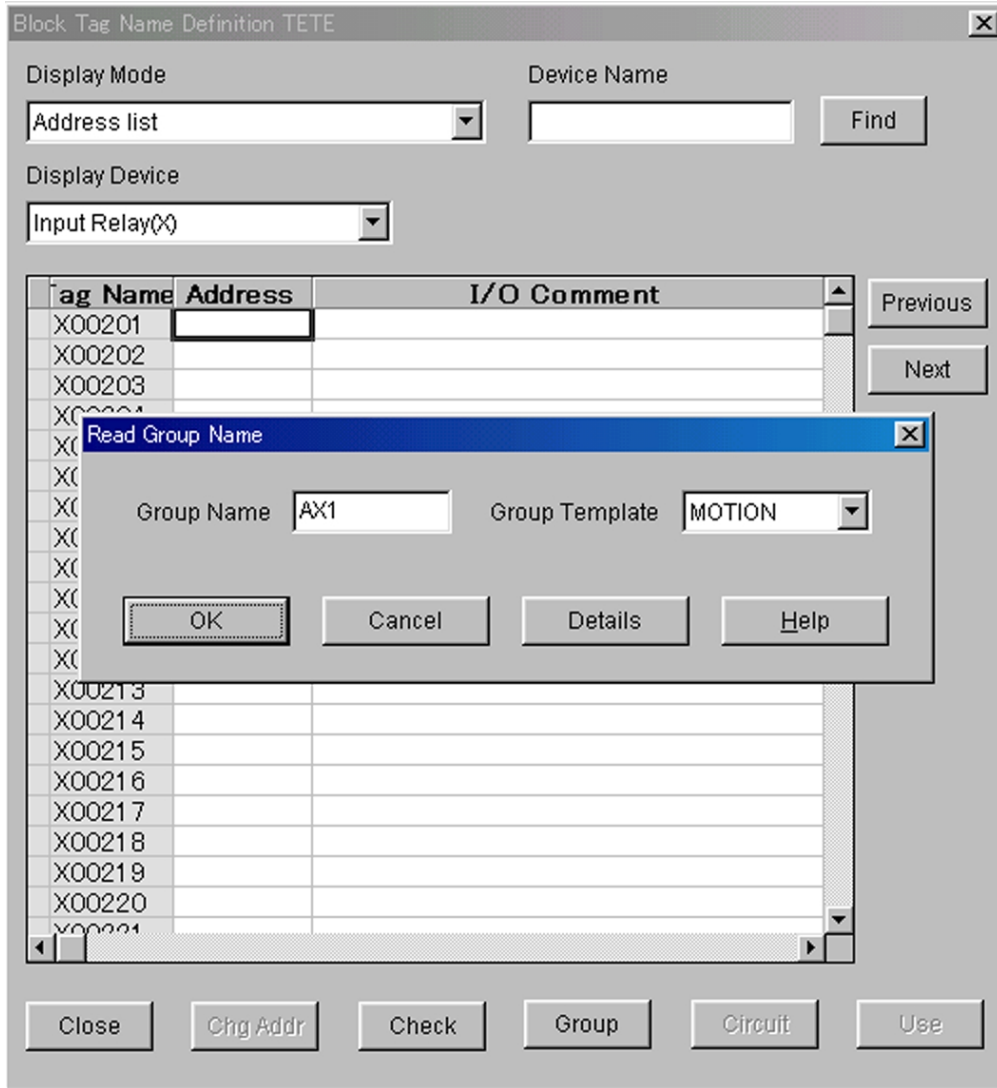 Block Tag Name Definition TETE
Display Mode
Device Name
Address list
Find
Display Device
Input Relay(X)
Tag Name Address I/O Comment
Previous
X00201
X00202
Next
X00203
Read Group Name
Group Name AX1 Group Template MOTION
OK Cancel Details Help
X00213
X00214
X00215
X00216
X00217
X00218
X00219
X00220
X00221
Close Chg Addr Check Group Circuit Use